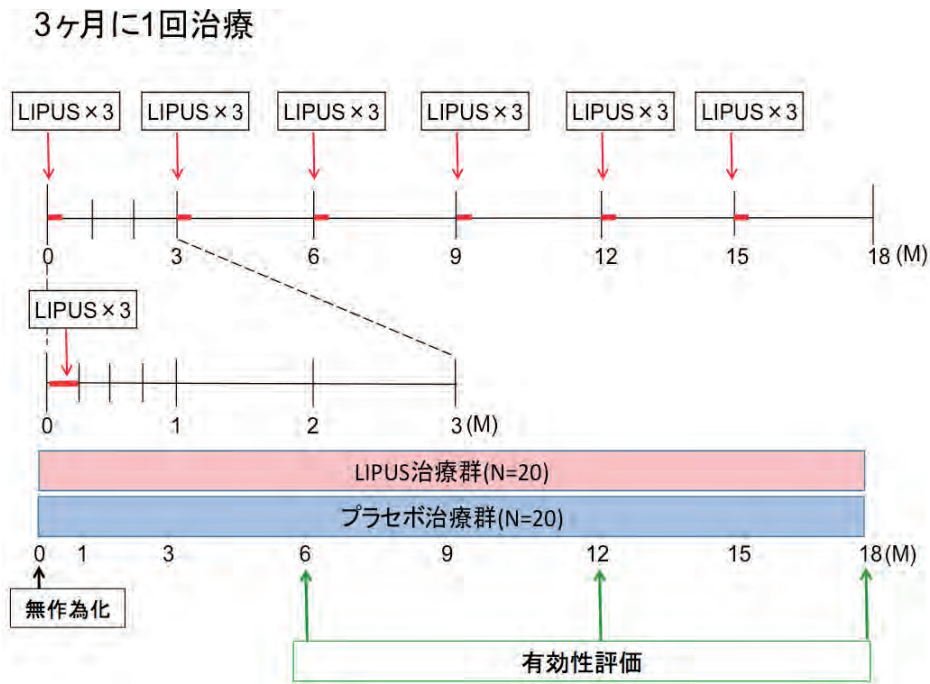 3ヶ月に1回治療
LIPUS×3 LIPUS×3 LIPUS×3 LIPUS×3 LIPUS×3 LIPUS×3
0 3 6 9 12 15 18 (M)
LIPUS×3
0 1 2 3 (M)
LIPUS治療群(N=20)
プラセボ治療群(N=20)
0 1 3 6 9 12 15 18 (M)
無作為化
有効性評価